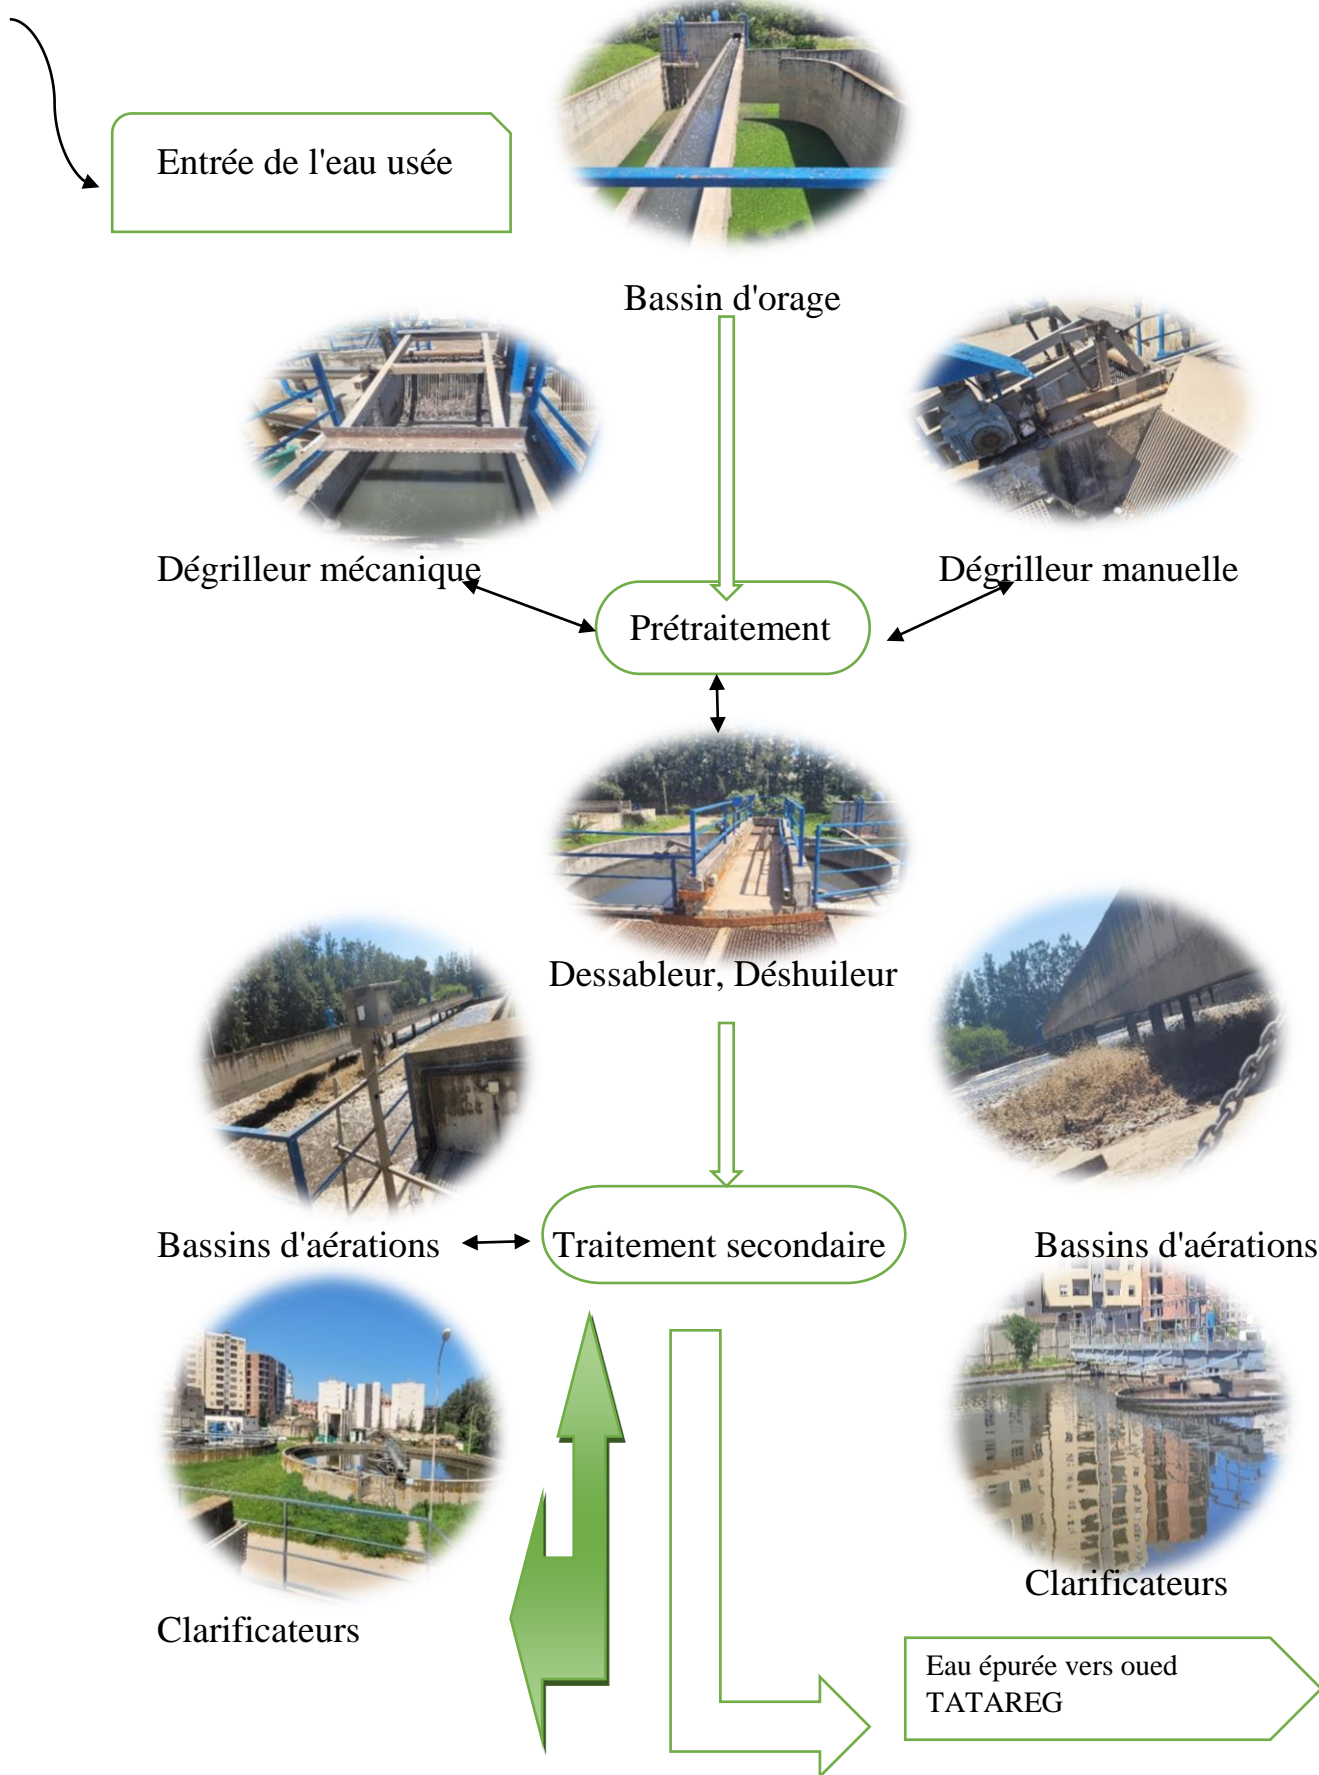 Entrée de l'eau usée
Bassin d'orage
Dégrilleur mécanique
Dégrilleur manuelle
Prétraitement
Dessableur, Déshuileur
Bassins d'aérations
Traitement secondaire
Bassins d'aérations
Clarificateurs
Clarificateurs
Eau épurée vers oued
TATAREG